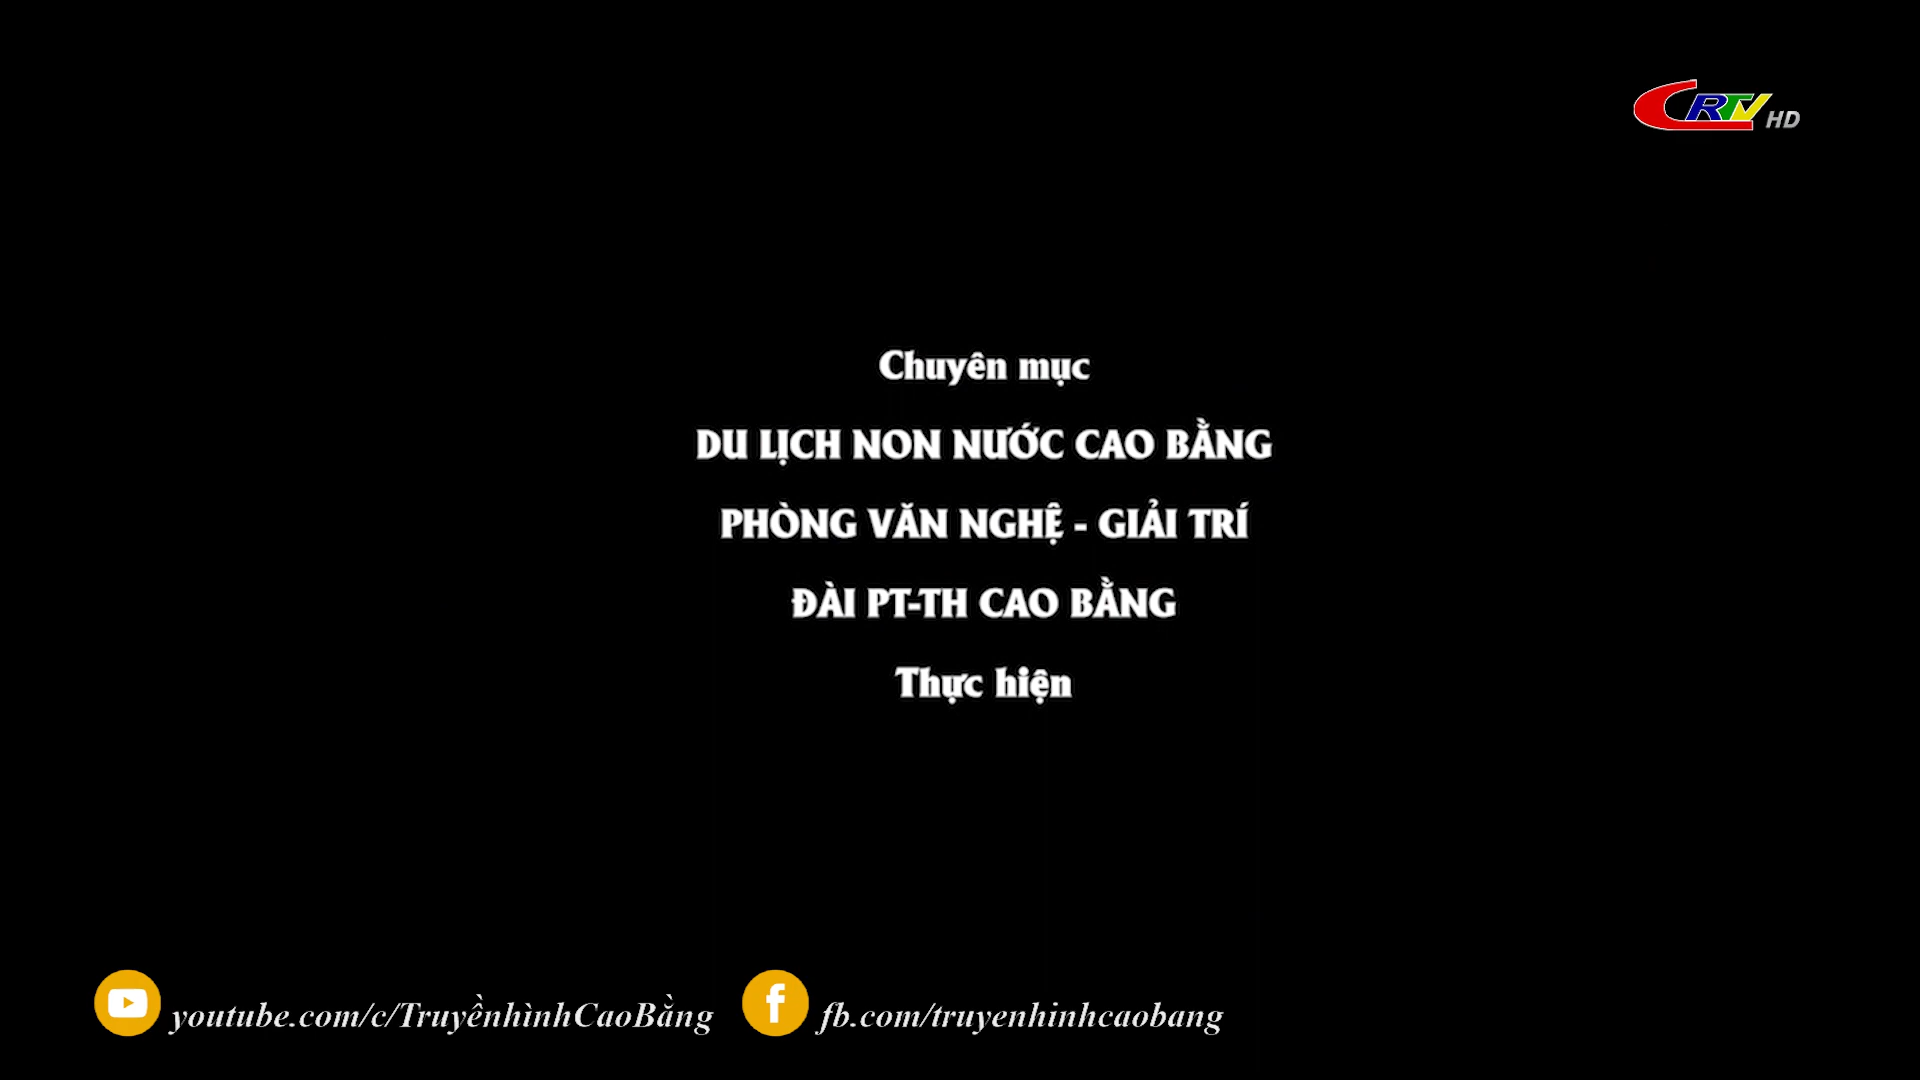 CRTV HD
Chuyên mục
DU LỊCH NON NƯỚC CAO BẰNG
PHÒNG VĂN NGHỆ - GIẢI TRÍ
ĐÀI PT-TH CAO BẰNG
Thực hiện
youtube.com/c/TruyềnhìnhCaoBằng
fb.com/truyenhinhcaobang